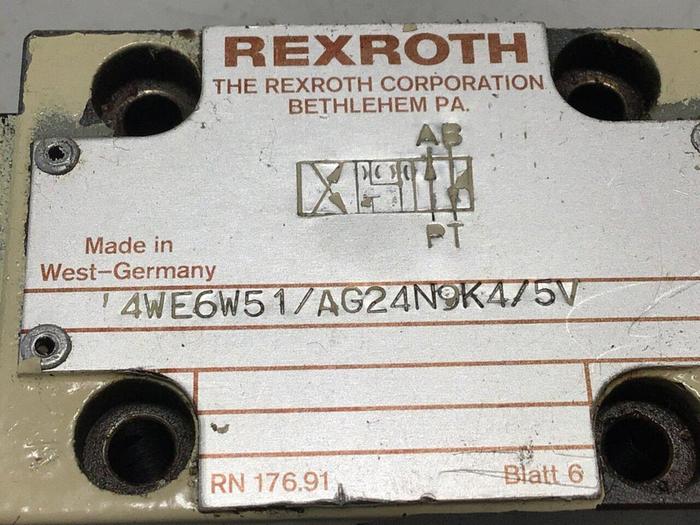 REXROTH
THE REXROTH CORPORATION
BETHLEHEM PA.
AB
PT
Made in
West-Germany
4WE6W51/AG24N9K4/5V
RN 176.91
Blatt 6